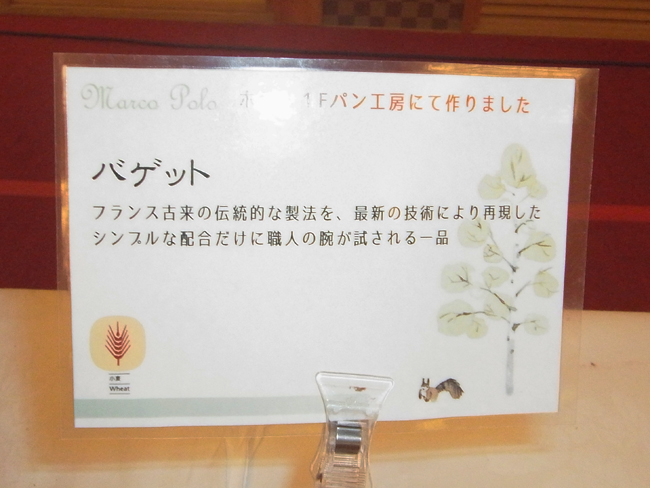 Marco Polo １Fパン工房にて作りました
バゲット
フランス古来の伝統的な製法を、最新の技術により再現した
シンプルな配合だけに職人の腕が試される一品
小麦
Wheat